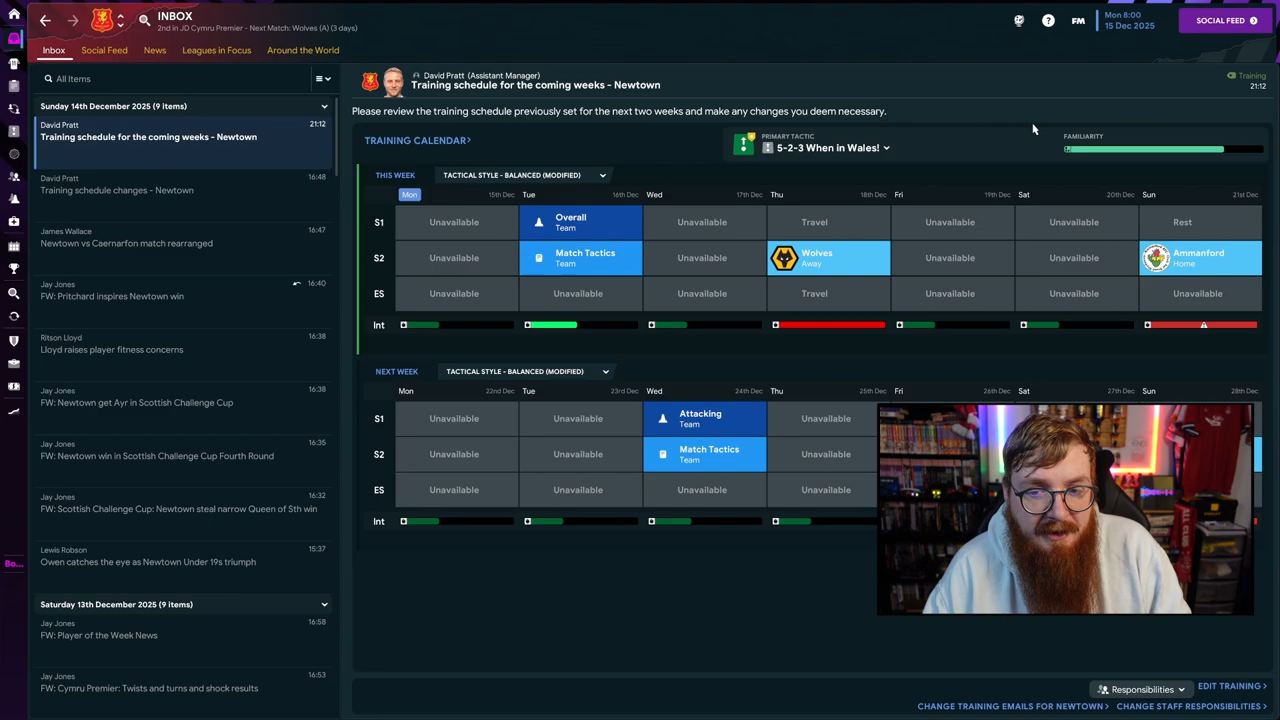 INBOX
2nd in JD Cymru Premier - Next Match: Wolves (A) (3 days)
FM
Mon 8:00
15 Dec 2025
SOCIAL FEED
Inbox Social Feed News Leagues in Focus Around the World
All Items
Sunday 14th December 2025 (9 items)
David Pratt 21:12
Training schedule for the coming weeks - Newtown
David Pratt 16:48
Training schedule changes - Newtown
James Wallace 16:47
Newtown vs Caernarfon match rearranged
Jay Jones 16:40
FW: Pritchard inspires Newtown win
Ritson Lloyd 16:38
Lloyd raises player fitness concerns
Jay Jones 16:38
FW: Newtown get Ayr in Scottish Challenge Cup
Jay Jones 16:35
FW: Newtown win in Scottish Challenge Cup Fourth Round
Jay Jones 16:32
FW: Scottish Challenge Cup: Newtown steal narrow Queen of Sth win
Lewis Robson 15:37
Owen catches the eye as Newtown Under 19s triumph
Saturday 13th December 2025 (9 items)
Jay Jones 16:58
FW: Player of the Week News
Jay Jones 16:53
FW: Cymru Premier: Twists and turns and shock results
Bo...
David Pratt (Assistant Manager) Training
Training schedule for the coming weeks - Newtown 21:12
Please review the training schedule previously set for the next two weeks and make any changes you deem necessary.
TRAINING CALENDAR
PRIMARY TACTIC
5-2-3 When in Wales!
FAMILIARITY
THIS WEEK TACTICAL STYLE - BALANCED (MODIFIED)
Mon 15th Dec Tue 16th Dec Wed 17th Dec Thu 18th Dec Fri 19th Dec Sat 20th Dec Sun 21st Dec
S1 Unavailable Overall Team Unavailable Travel Unavailable Unavailable Rest
S2 Unavailable Match Tactics Team Unavailable Wolves Away Unavailable Unavailable Ammanford Home
ES Unavailable Unavailable Unavailable Travel Unavailable Unavailable Unavailable
Int
NEXT WEEK TACTICAL STYLE - BALANCED (MODIFIED)
Mon 22nd Dec Tue 23rd Dec Wed 24th Dec Thu 25th Dec Fri 26th Dec Sat 27th Dec Sun 28th Dec
S1 Unavailable Unavailable Attacking Team Unavailable
S2 Unavailable Unavailable Match Tactics Team Unavailable
ES Unavailable Unavailable Unavailable Unavailable
Int
Responsibilities
EDIT TRAINING
CHANGE TRAINING EMAILS FOR NEWTOWN CHANGE STAFF RESPONSIBILITIES